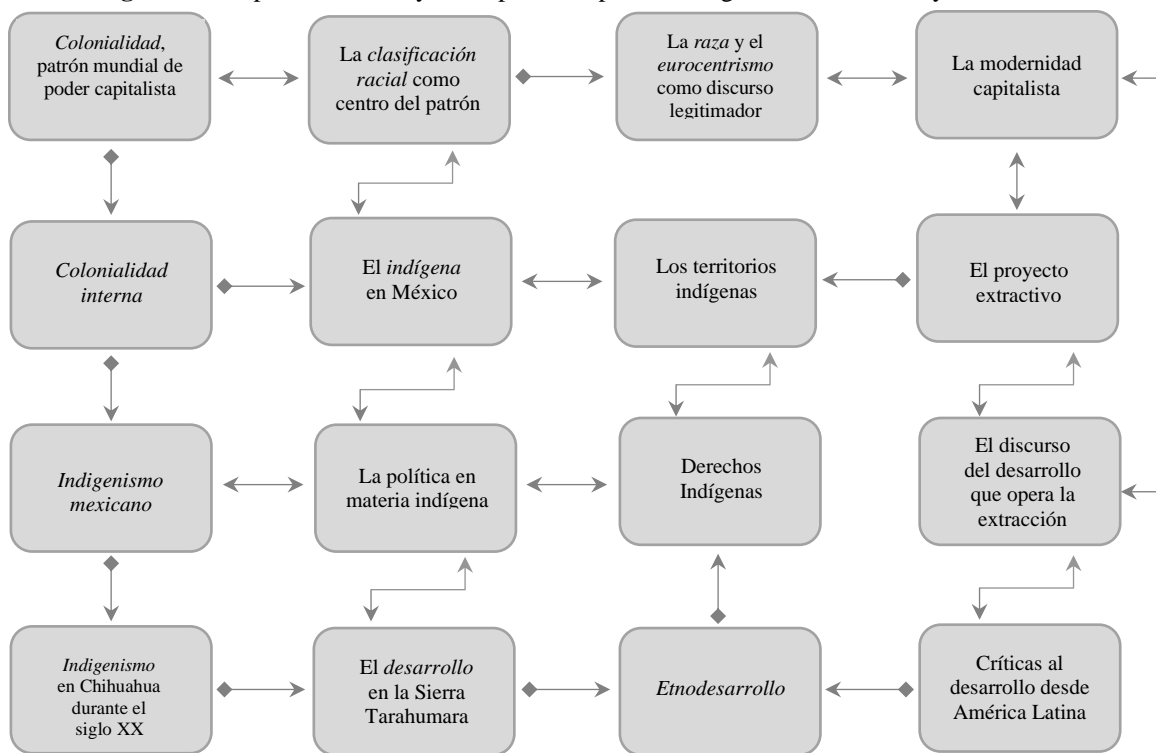 Colonialidad,
patrón mundial de
poder capitalista
La clasificación
racial como
centro del patrón
La raza y el
eurocentrismo
como discurso
legitimador
La modernidad
capitalista
Colonialidad
interna
El indígena
en México
Los territorios
indígenas
El proyecto
extractivo
Indigenismo
mexicano
La política en
materia indígena
Derechos
Indígenas
El discurso
del desarrollo
que opera la
extracción
Indigenismo
en Chihuahua
durante el
siglo XX
El desarrollo
en la Sierra
Tarahumara
Etnodesarrollo
Críticas al
desarrollo desde
América Latina